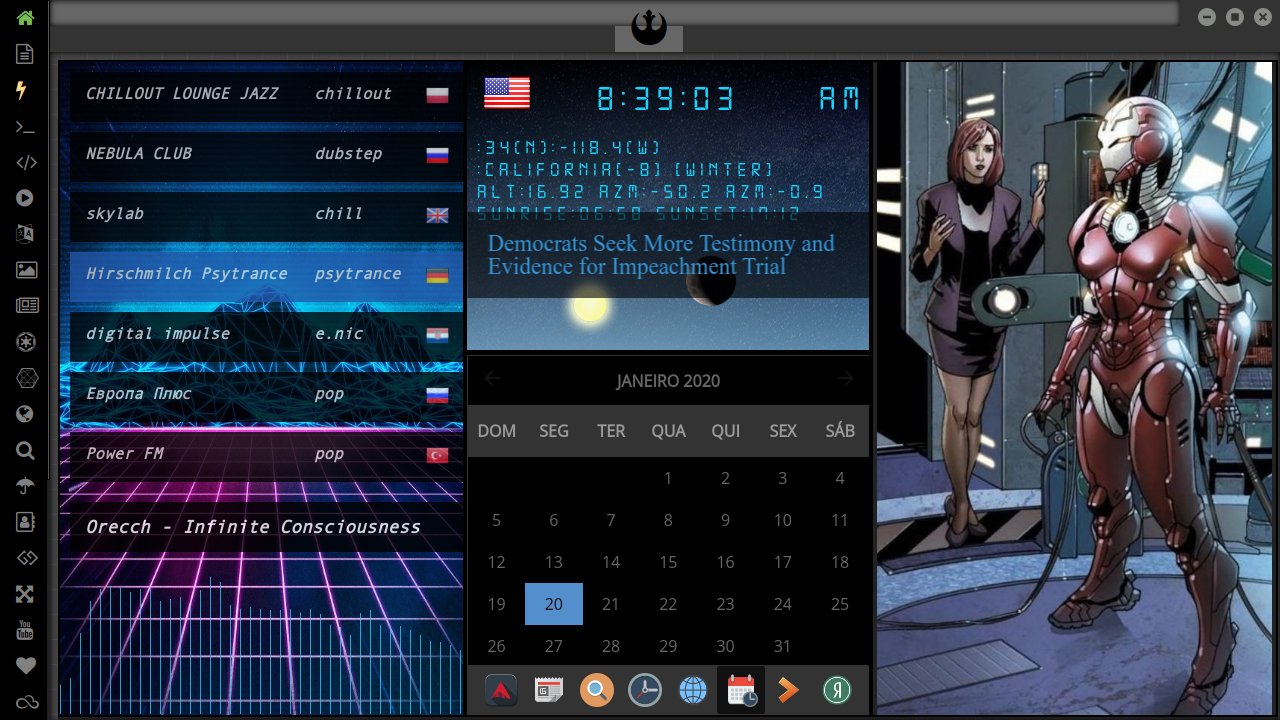 CHILLOUT LOUNGE JAZZ chillout
NEBULA CLUB dubstep
skylab chill
Hirschmilch Psytrance psytrance
digital impulse e.nic
Европа Плюс pop
Power FM pop
Orecch - Infinite Consciousness
8:39:03 AM
:34(N):-118.4(W)
:CALIFORNIA(-8) (WINTER)
ALT:16.92 AZM:-50.2 AZM:-0.9
SUNRISE:06:58 SUNSET:17:12
Democrats Seek More Testimony and
Evidence for Impeachment Trial
JANEIRO 2020
DOM SEG TER QUA QUI SEX SÁB
1 2 3 4
5 6 7 8 9 10 11
12 13 14 15 16 17 18
19 20 21 22 23 24 25
26 27 28 29 30 31
Я
You
Tube